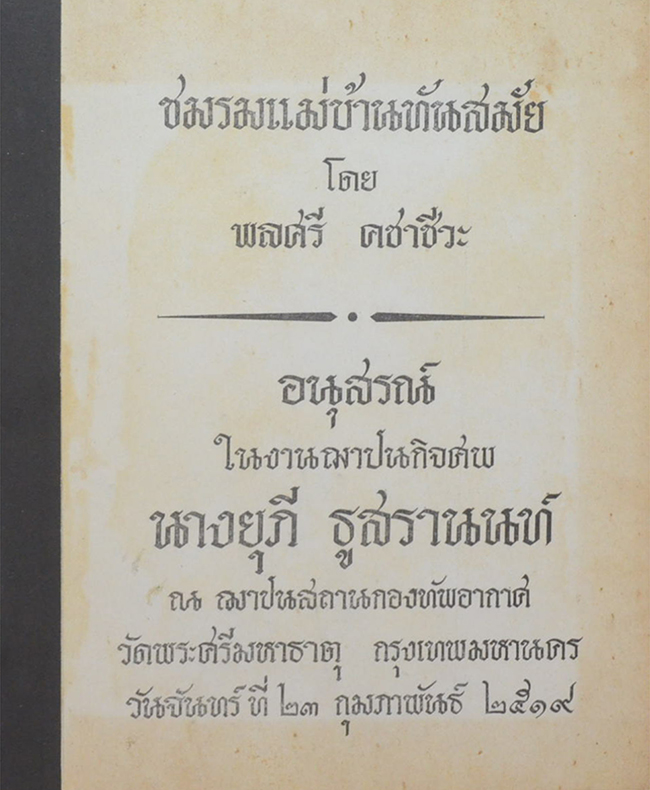 ชมรมแม่บ้านทันสมัย
โดย
พลศรี คชาชีวะ
อนุสรณ์
ในงานฌาปนกิจศพ
นางยุภี ธูสรานนท์
ณ ฌาปนสถานกองทัพอากาศ
วัดพระศรีมหาธาตุ กรุงเทพมหานคร
วันจันทร์ ที่ ๒๓ กุมภาพันธ์ ๒๕๑๙